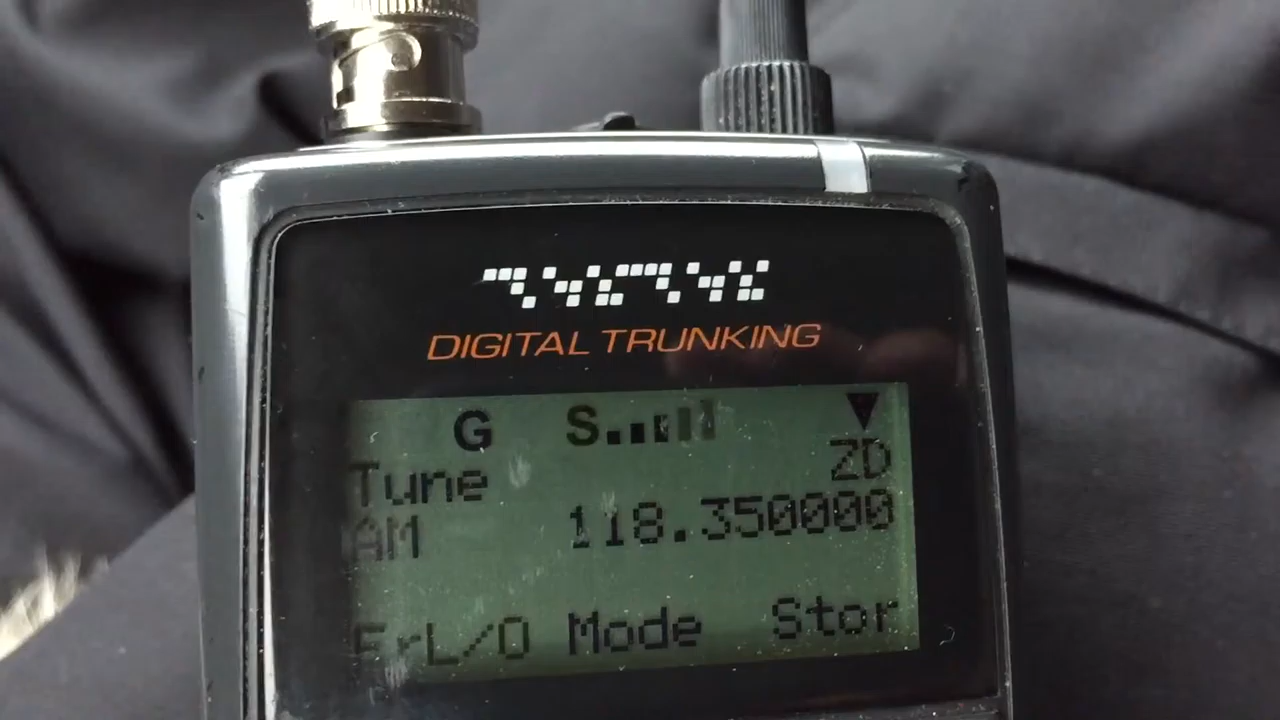 DIGITAL TRUNKING
G S
ZD
Tune
AM 118.350000
FrL/O Mode Stor